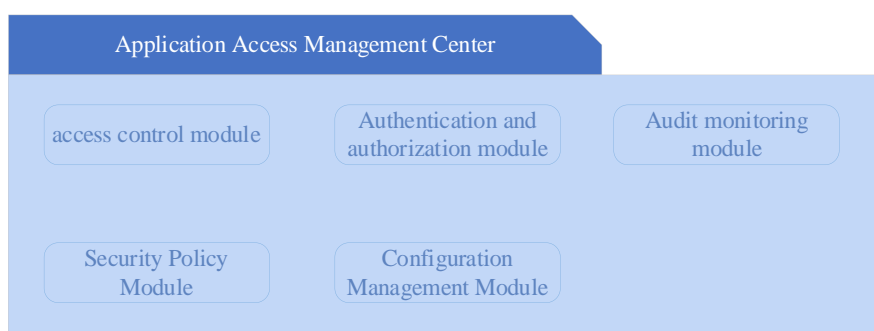 Application Access Management Center
access control module
Authentication and
authorization module
Audit monitoring
module
Security Policy
Module
Configuration
Management Module